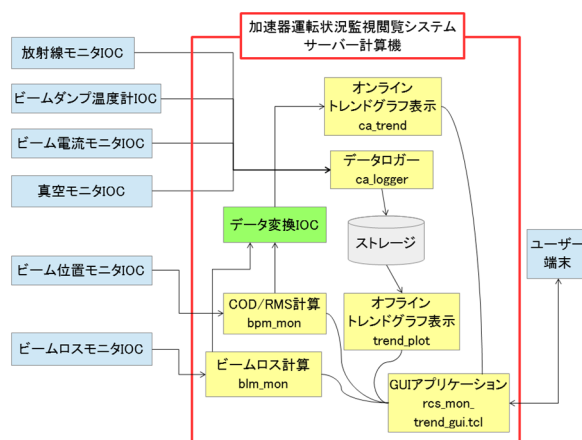 加速器運転状況監視閲覧システム
サーバー計算機
放射線モニタIOC
ビームダンプ温度計IOC
ビーム電流モニタIOC
真空モニタIOC
ビーム位置モニタIOC
ビームロスモニタIOC
オンライン
トレンドグラフ表示
ca_trend
データロガー
ca_logger
データ変換IOC
ストレージ
COD/RMS計算
bpm_mon
オフライン
トレンドグラフ表示
trend_plot
ビームロス計算
blm_mon
GUIアプリケーション
rcs_mon_
trend_gui.tcl
ユーザー
端末